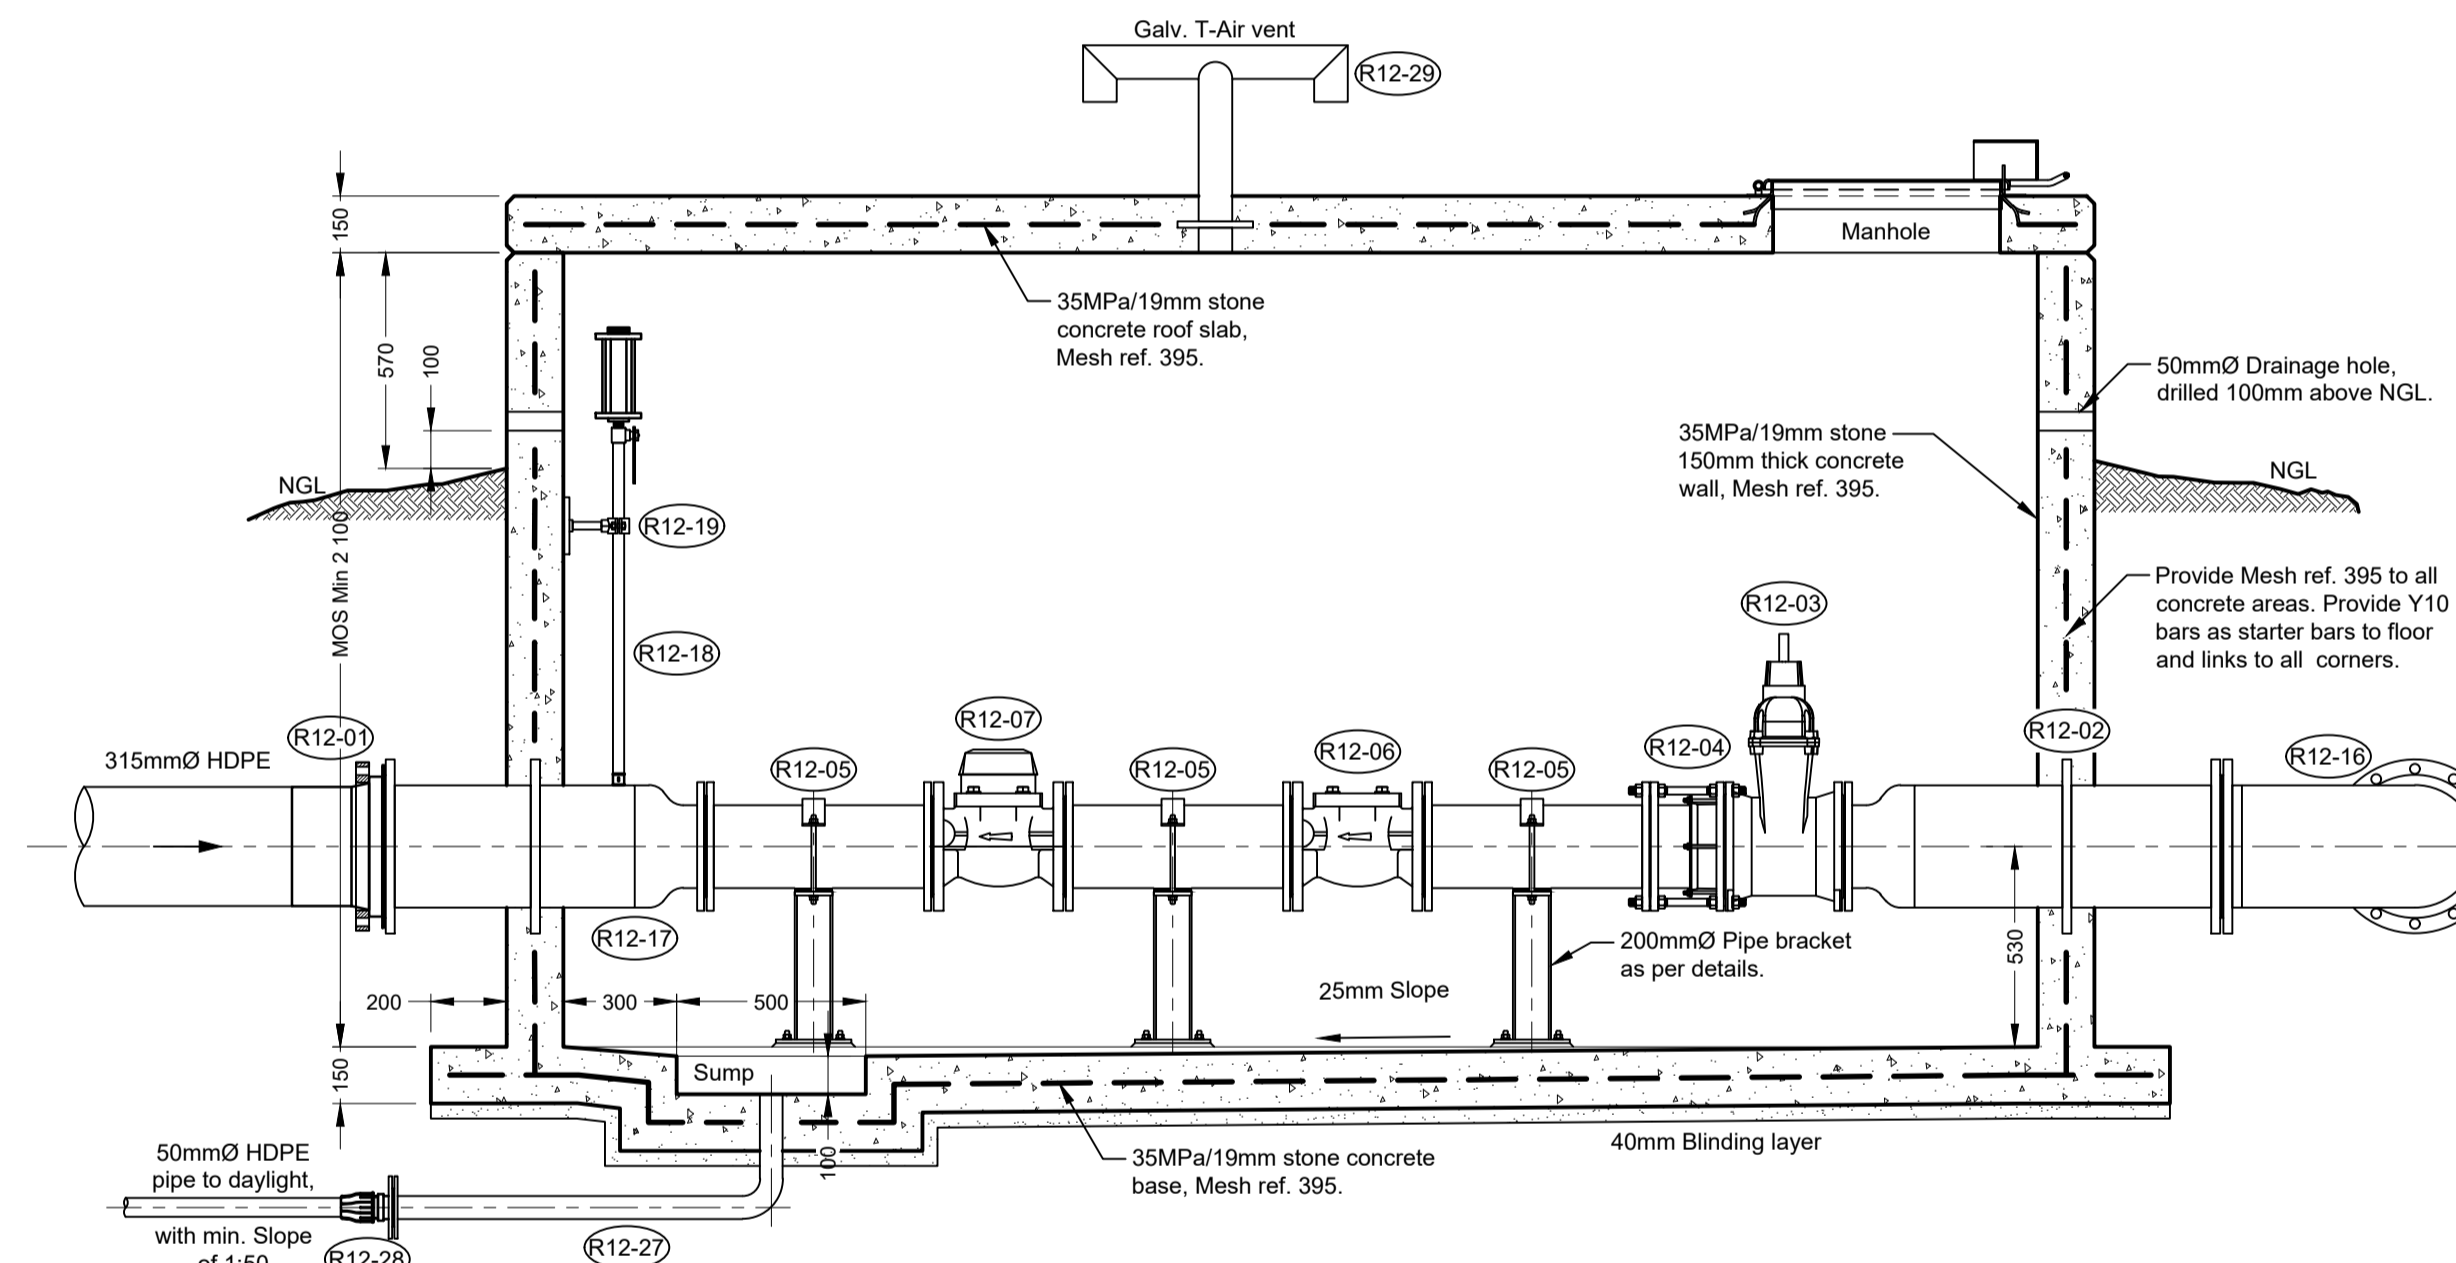 Galv. T-Air vent
R12-29
150
Manhole
35MPa/19mm stone
concrete roof slab,
Mesh ref. 395.
570
100
50mmØ Drainage hole,
drilled 100mm above NGL.
35MPa/19mm stone
150mm thick concrete
wall, Mesh ref. 395.
NGL
NGL
MOS Min 2 100
R12-19
Provide Mesh ref. 395 to all
concrete areas. Provide Y10
bars as starter bars to floor
and links to all corners.
R12-03
R12-18
R12-01
315mmØ HDPE
R12-05
R12-07
R12-05
R12-06
R12-05
R12-04
R12-02
R12-16
R12-17
200mmØ Pipe bracket
as per details.
530
200
300
500
25mm Slope
150
Sump
100
40mm Blinding layer
35MPa/19mm stone concrete
base, Mesh ref. 395.
50mmØ HDPE
pipe to daylight,
with min. Slope
of 1:50
R12-28
R12-27